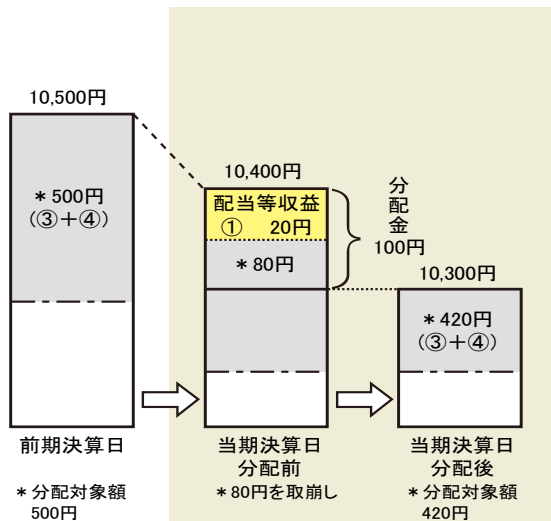 10,500円
＊500円
(③＋④)
前期決算日
＊分配対象額
500円
10,400円
配当等収益
① 20円
＊80円
分配金
100円
当期決算日
分配前
＊80円を取崩し
10,300円
＊420円
(③＋④)
当期決算日
分配後
＊分配対象額
420円